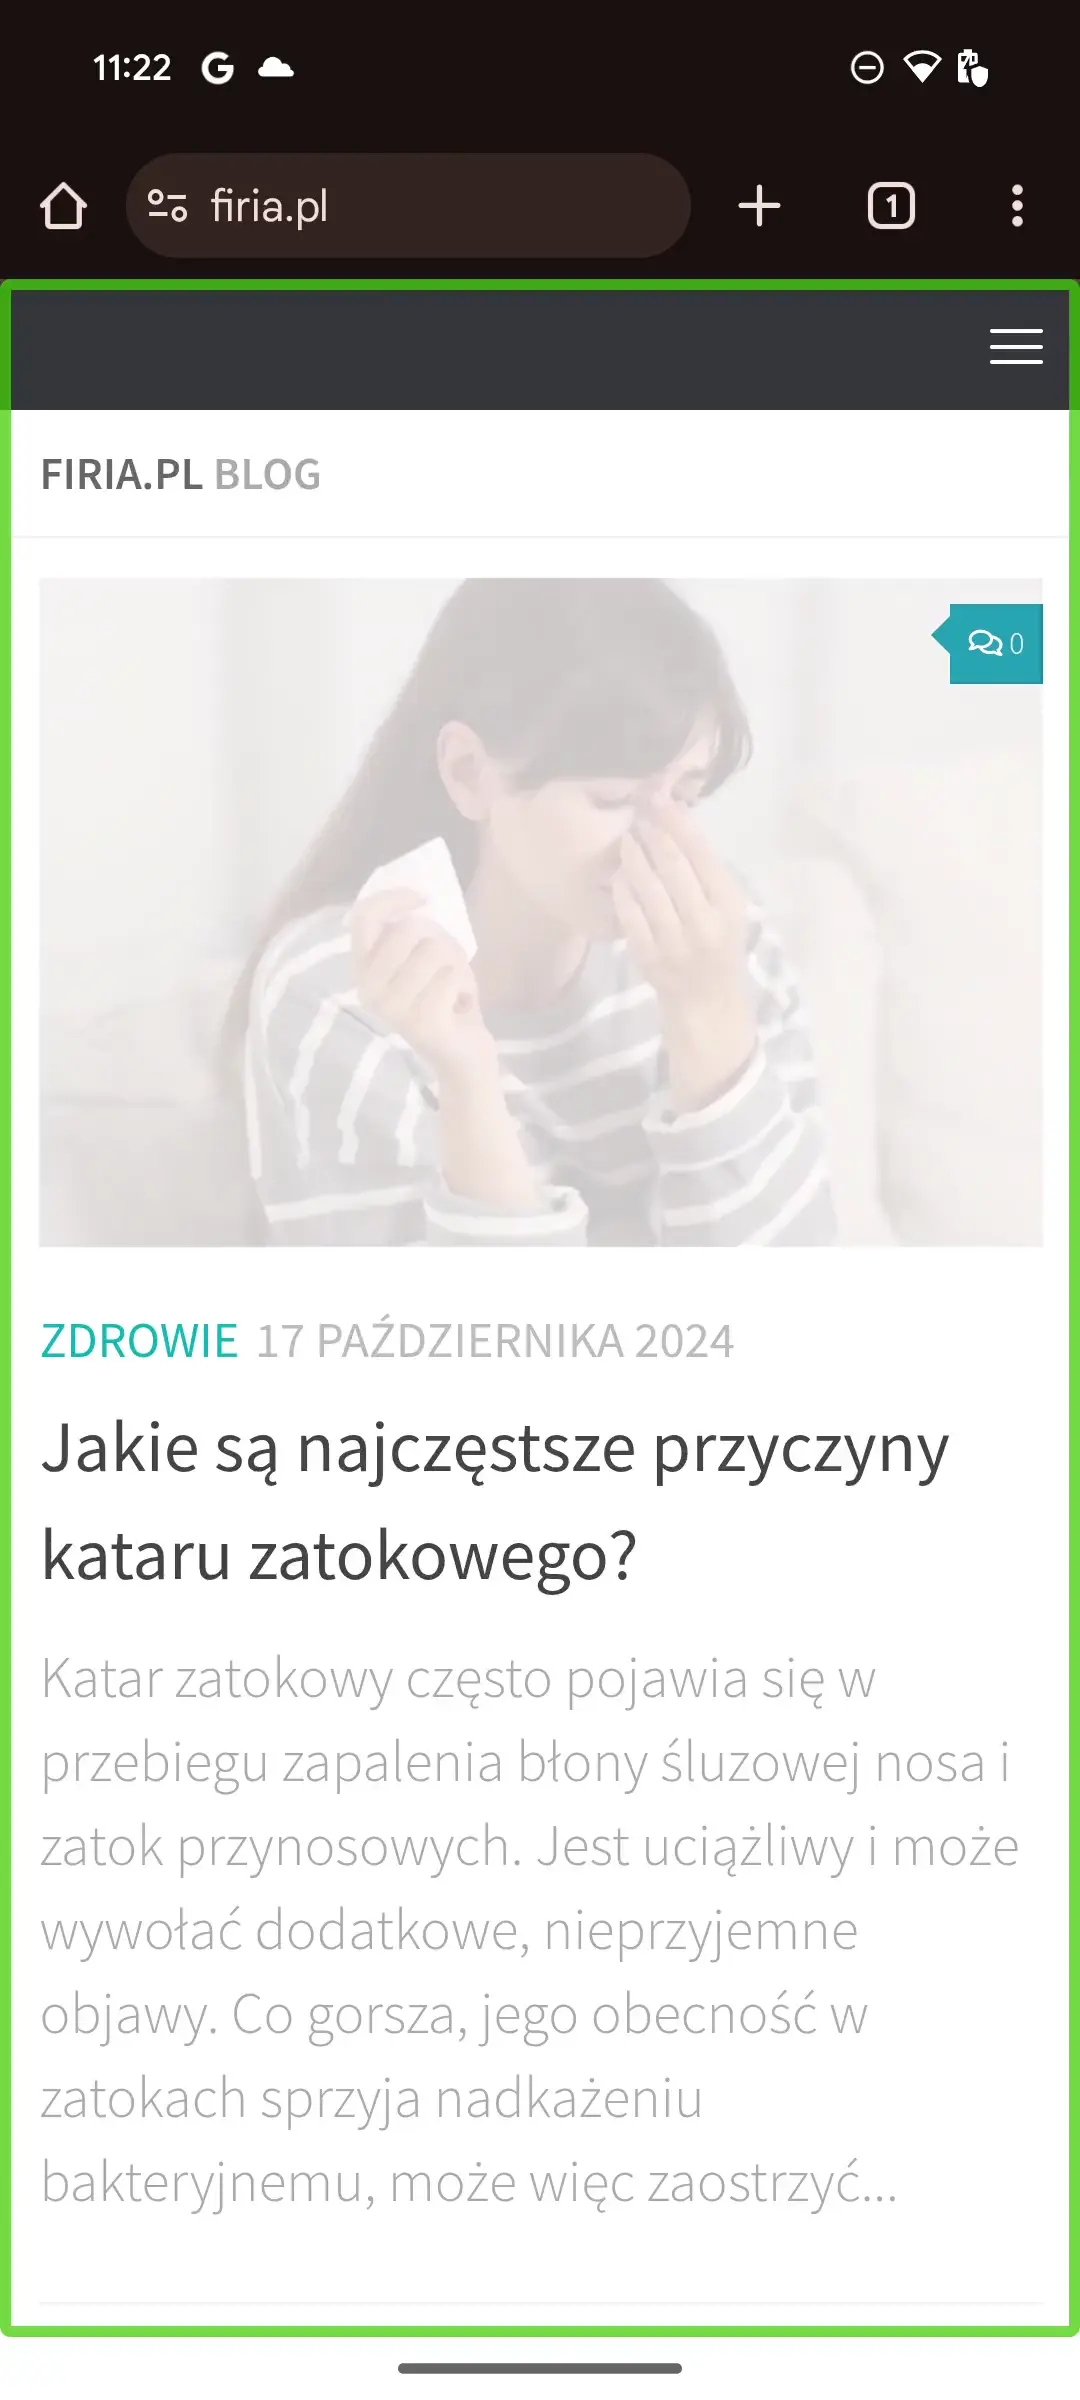 11:22
firia.pl
1
FIRIA.PL BLOG
0
ZDROWIE 17 PAŹDZIERNIKA 2024
Jakie są najczęstsze przyczyny
kataru zatokowego?
Katar zatokowy często pojawia się w
przebiegu zapalenia błony śluzowej nosa i
zatok przynosowych. Jest uciążliwy i może
wywołać dodatkowe, nieprzyjemne
objawy. Co gorsza, jego obecność w
zatokach sprzyja nadkażeniu
bakteryjnemu, może więc zaostrzyć...